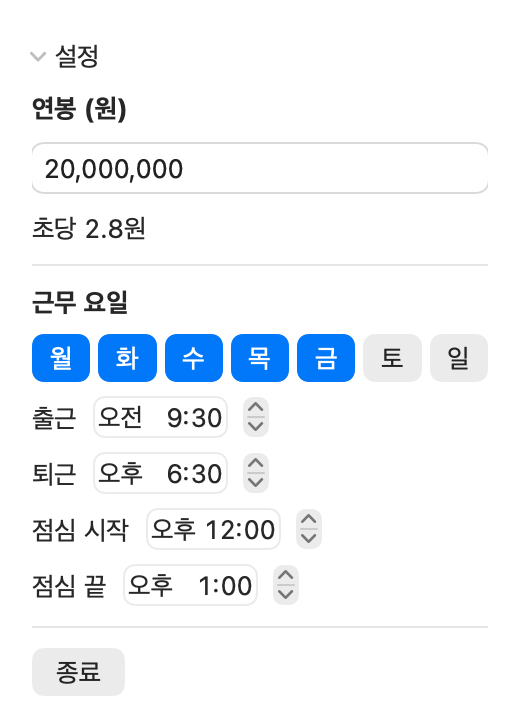 설정
연봉 (원)
20,000,000
초당 2.8원
근무 요일
월 화 수 목 금 토 일
출근 오전 9:30
퇴근 오후 6:30
점심 시작 오후 12:00
점심 끝 오후 1:00
종료